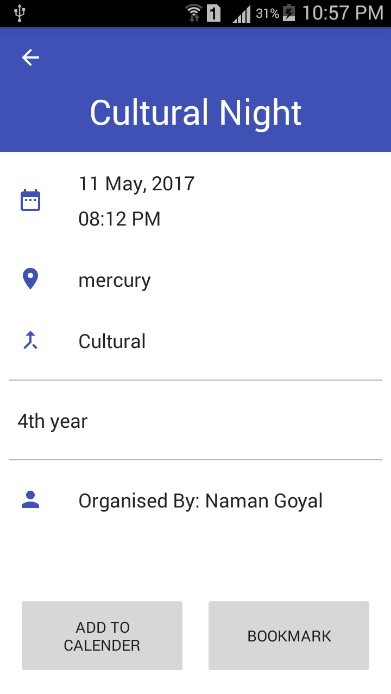 1 31% 10:57 PM
Cultural Night
11 May, 2017
08:12 PM
mercury
Cultural
4th year
Organised By: Naman Goyal
ADD TO
CALENDER
BOOKMARK